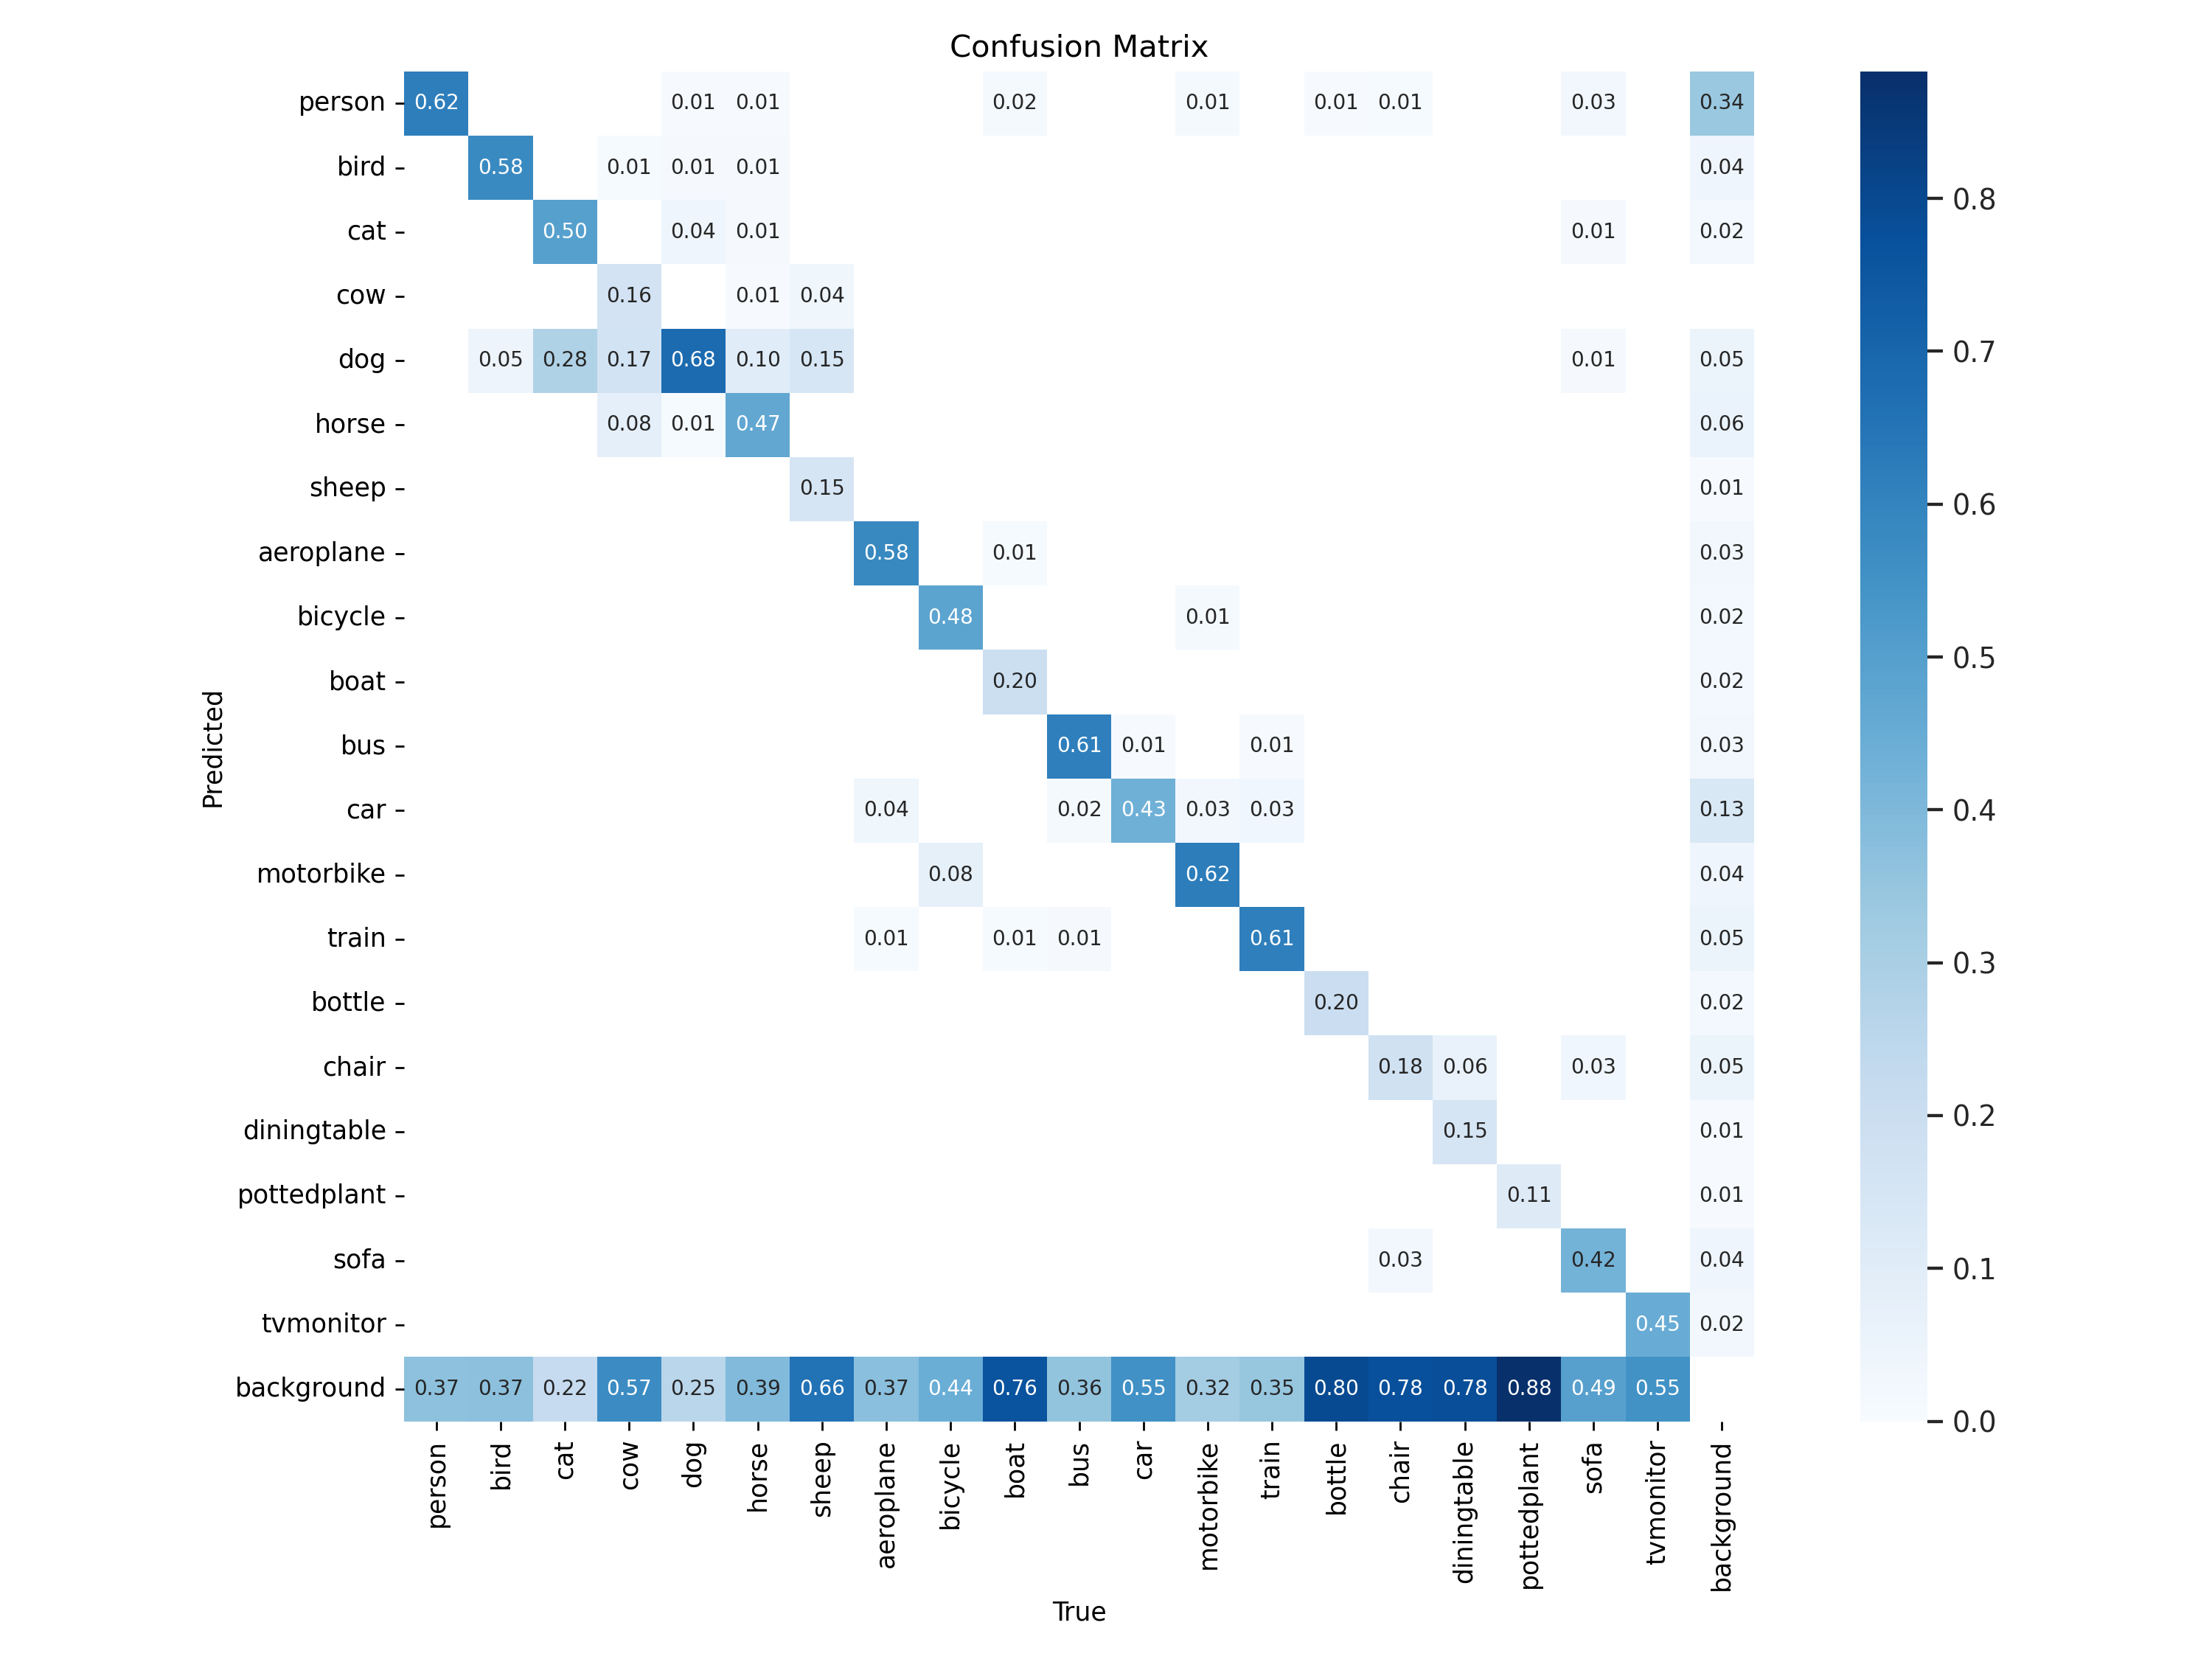 Confusion Matrix
person 0.62 0.01 0.01 0.02 0.01 0.01 0.01 0.03 0.34
bird 0.58 0.01 0.01 0.01 0.04
cat 0.50 0.04 0.01 0.01 0.02
cow 0.16 0.01 0.04
dog 0.05 0.28 0.17 0.68 0.10 0.15 0.01 0.05
horse 0.08 0.01 0.47 0.06
sheep 0.15 0.01
aeroplane 0.58 0.01 0.03
bicycle 0.48 0.01 0.02
boat 0.20 0.02
bus 0.61 0.01 0.01 0.03
car 0.04 0.02 0.43 0.03 0.03 0.13
motorbike 0.08 0.62 0.04
train 0.01 0.01 0.01 0.61 0.05
bottle 0.20 0.02
chair 0.18 0.06 0.03 0.05
diningtable 0.15 0.01
pottedplant 0.11 0.01
sofa 0.03 0.42 0.04
tvmonitor 0.45 0.02
background 0.37 0.37 0.22 0.57 0.25 0.39 0.66 0.37 0.44 0.76 0.36 0.55 0.32 0.35 0.80 0.78 0.78 0.88 0.49 0.55
person bird cat cow dog horse sheep aeroplane bicycle boat bus car motorbike train bottle chair diningtable pottedplant sofa tvmonitor background
True
Predicted
0.8
0.7
0.6
0.5
0.4
0.3
0.2
0.1
0.0